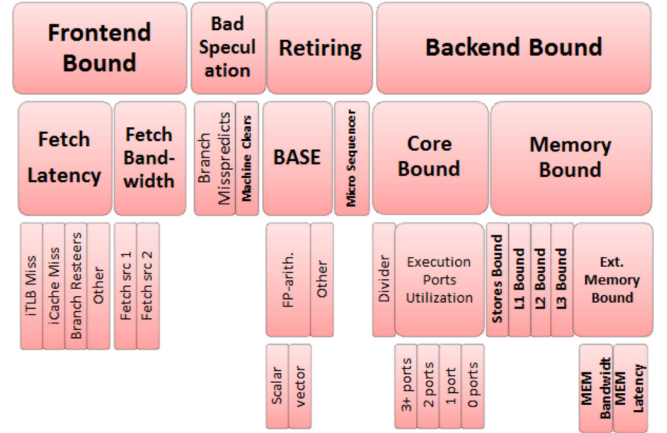 Frontend
Bound
Bad
Specul
ation
Retiring
Backend Bound
Fetch
Latency
Fetch
Band-
width
Branch
Misspredicts
Machine Clears
BASE
Micro Sequencer
Core
Bound
Memory
Bound
iTLB Miss
iCache Miss
Branch Resteers
Other
Fetch src 1
Fetch src 2
FP-arith.
Other
Divider
Execution
Ports
Utilization
Stores Bound
L1 Bound
L2 Bound
L3 Bound
Ext.
Memory
Bound
Scalar
vector
3+ ports
2 ports
1 port
0 ports
MEM
Bandwidt
MEM
Latency